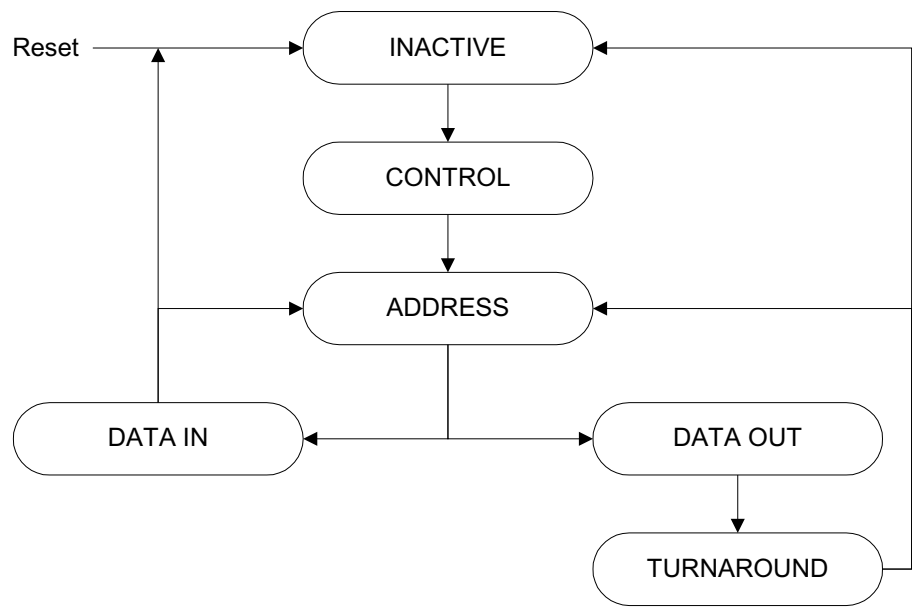 Reset
INACTIVE
CONTROL
ADDRESS
DATA IN
DATA OUT
TURNAROUND